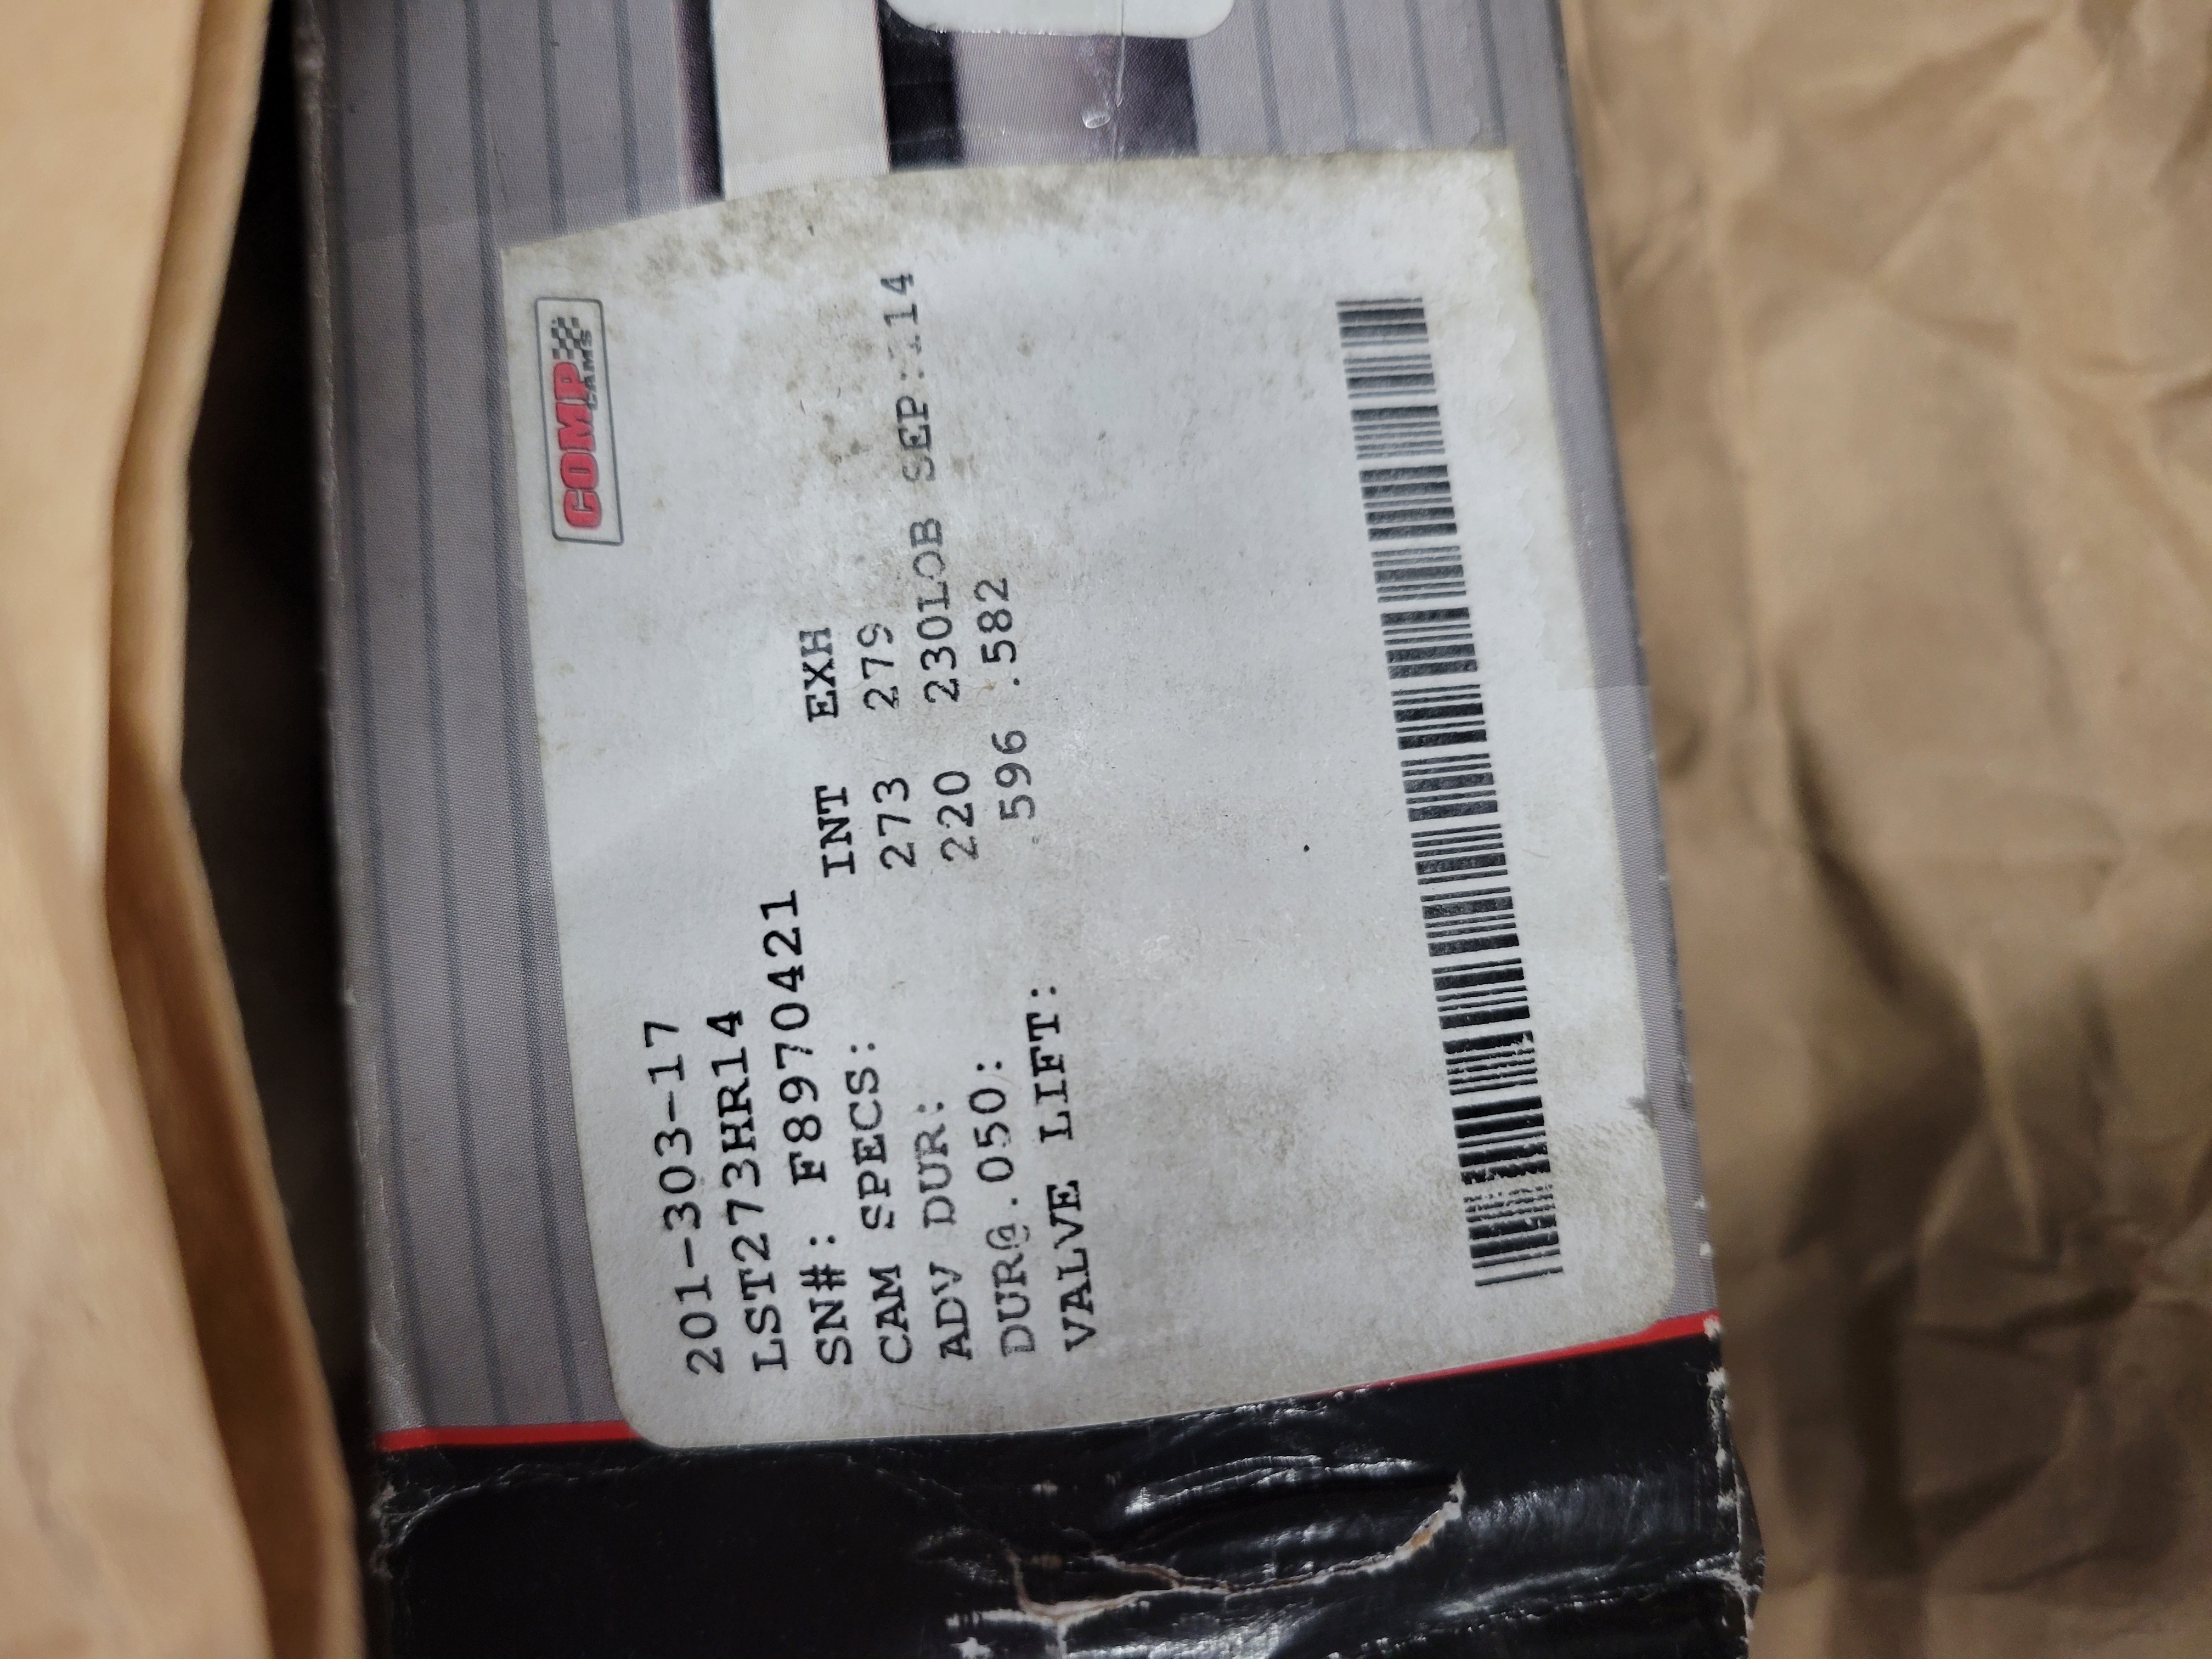 COMP
CAMS
201-303-17
LST273HR14
SN#: F8970421
CAM SPECS: INT EXH
ADV DUR: 273 279
DUR@.050: 220 230LOB SEP:114
VALVE LIFT: .596 .582